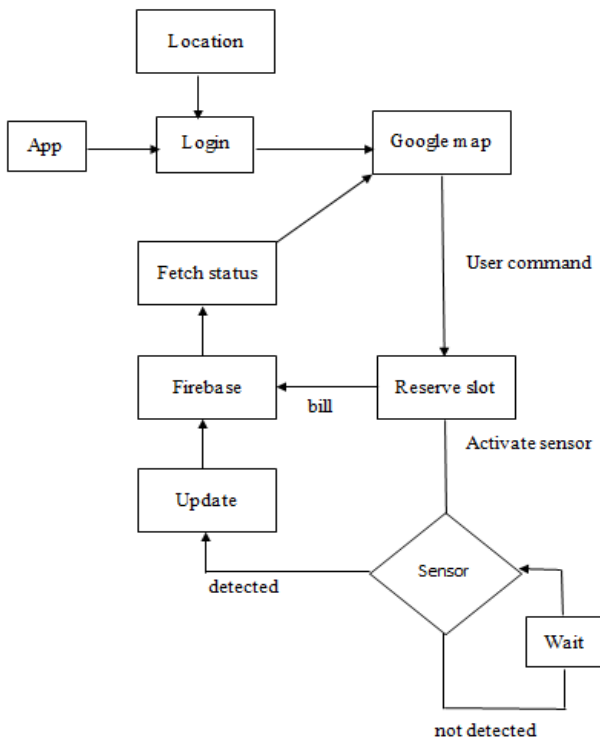 Location
App
Login
Google map
User command
Fetch status
Firebase
bill
Reserve slot
Activate sensor
Update
Sensor
detected
Wait
not detected